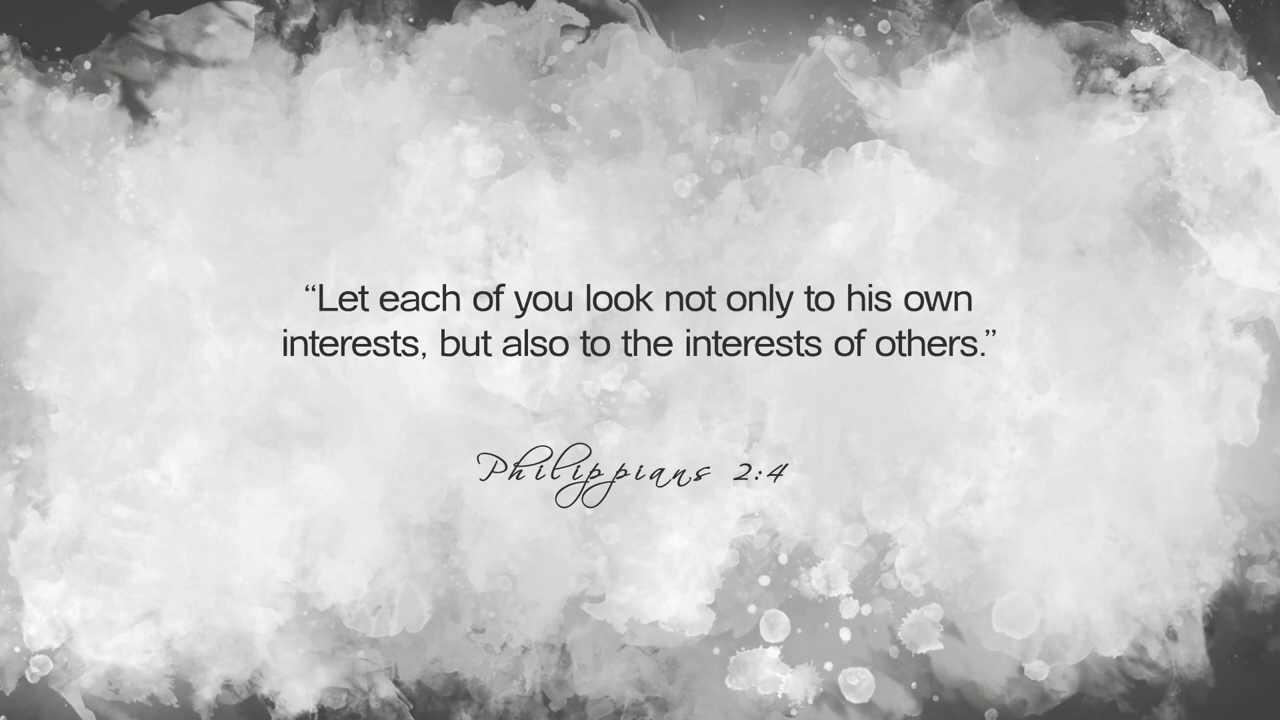 “Let each of you look not only to his own
interests, but also to the interests of others.”
Philippians 2:4